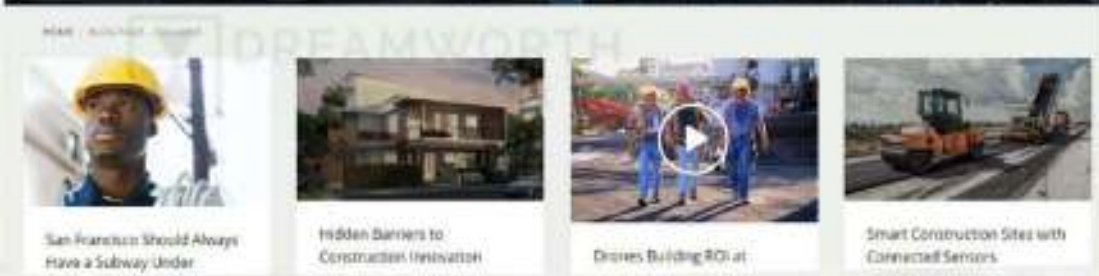 HOME
DREAMWORTH
San Francisco Should Always
Have a Subway Under
Hidden Barriers to
Construction Innovation
Drones Building ROI at
Smart Construction Sites with
Connected Sensors